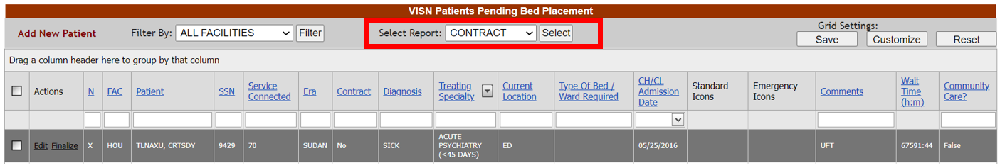 VISN Patients Pending Bed Placement
Add New Patient Filter By: ALL FACILITIES Filter Select Report: CONTRACT Select Grid Settings:
Save Customize Reset
Drag a column header here to group by that column
Actions N FAC Patient SSN Service Connected Era Contract Diagnosis Treating Specialty Current Location Type Of Bed / Ward Required CH/CL Admission Date Standard Icons Emergency Icons Comments Wait Time (h:m) Community Care?
Edit Finalize X HOU TLNAXU, CRTSDY 9429 70 SUDAN No SICK ACUTE PSYCHIATRY (<45 DAYS) ED 05/25/2016 UFT 67591:44 False